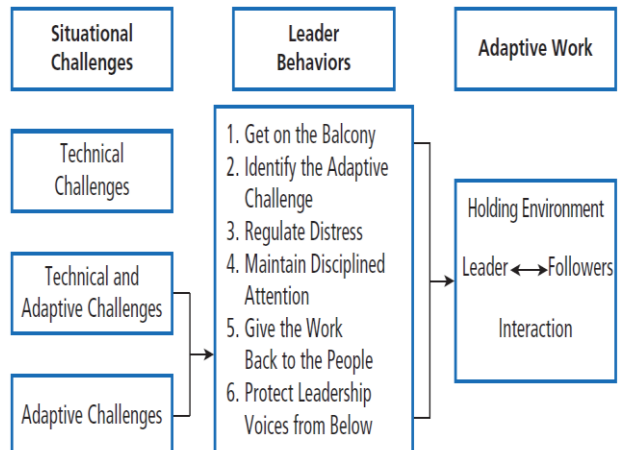 Situational
Challenges
Leader
Behaviors
Adaptive Work
Technical
Challenges
Technical and
Adaptive Challenges
Adaptive Challenges
1. Get on the Balcony
2. Identify the Adaptive
Challenge
3. Regulate Distress
4. Maintain Disciplined
Attention
5. Give the Work
Back to the People
6. Protect Leadership
Voices from Below
Holding Environment
Leader Followers
Interaction